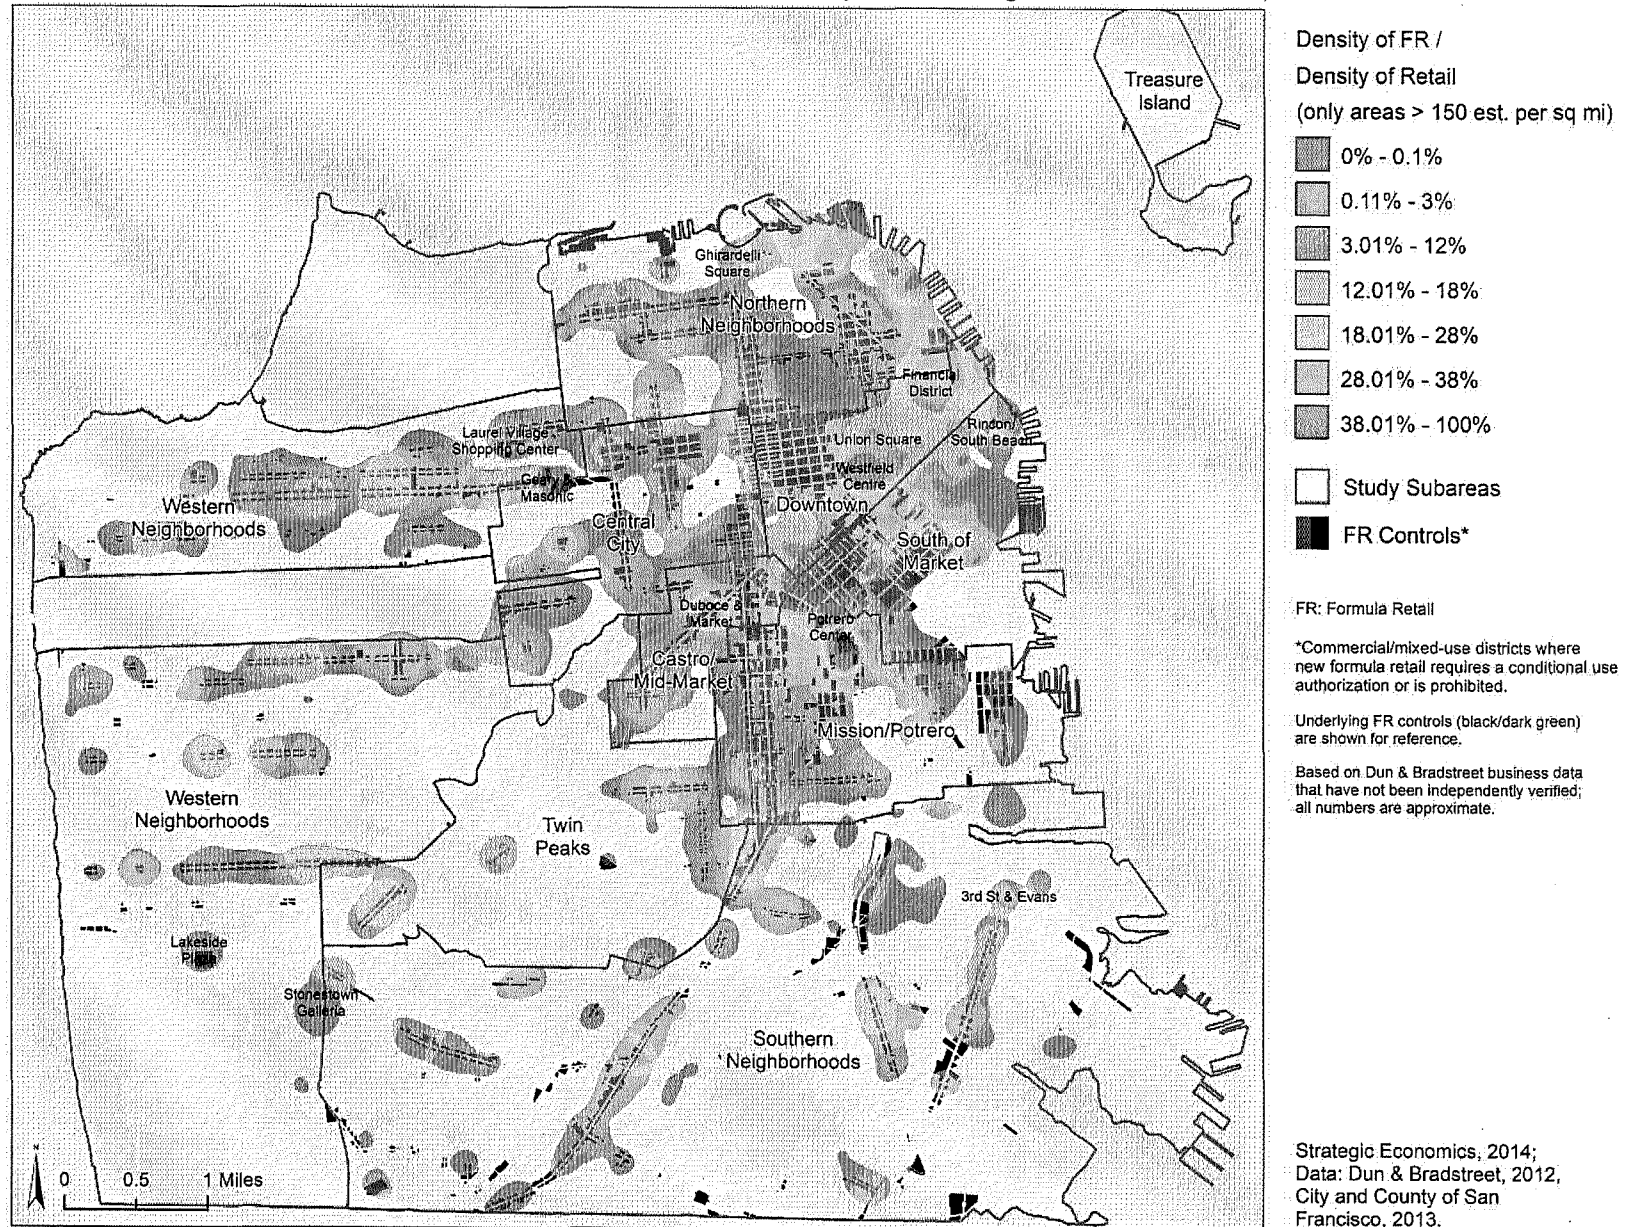 Treasure
Island
Ghirardelli
Square
Northern
Neighborhoods
Financial
District
Laurel Village
Shopping Center
Union Square
Rincon/
South Beach
Geary &
Masonic
Westfield
Centre
Western
Neighborhoods
Downtown
Central
City
South of
Market
Duboce &
Market
Potrero
Center
Castro/
Mid-Market
Mission/Potrero
Western
Neighborhoods
Twin
Peaks
3rd St & Evans
Lakeside
Plaza
Stonestown
Galleria
Southern
Neighborhoods
N
0 0.5 1 Miles
Density of FR /
Density of Retail
(only areas > 150 est. per sq mi)
0% - 0.1%
0.11% - 3%
3.01% - 12%
12.01% - 18%
18.01% - 28%
28.01% - 38%
38.01% - 100%
Study Subareas
FR Controls*
FR: Formula Retail
*Commercial/mixed-use districts where
new formula retail requires a conditional use
authorization or is prohibited.
Underlying FR controls (black/dark green)
are shown for reference.
Based on Dun & Bradstreet business data
that have not been independently verified;
all numbers are approximate.
Strategic Economics, 2014;
Data: Dun & Bradstreet, 2012,
City and County of San
Francisco, 2013.